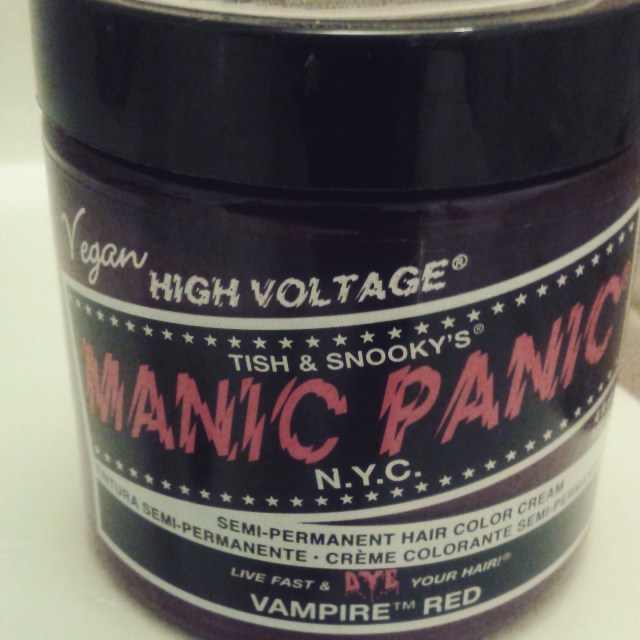 Vegan
HIGH VOLTAGE®
TISH & SNOOKY'S®
MANIC PANIC
N.Y.C.
SEMI-PERMANENT HAIR COLOR CREAM
SEMI-PERMANENTE · CRÈME COLORANTE SEMI-
LIVE FAST & DYE YOUR HAIR!®
VAMPIRE™ RED